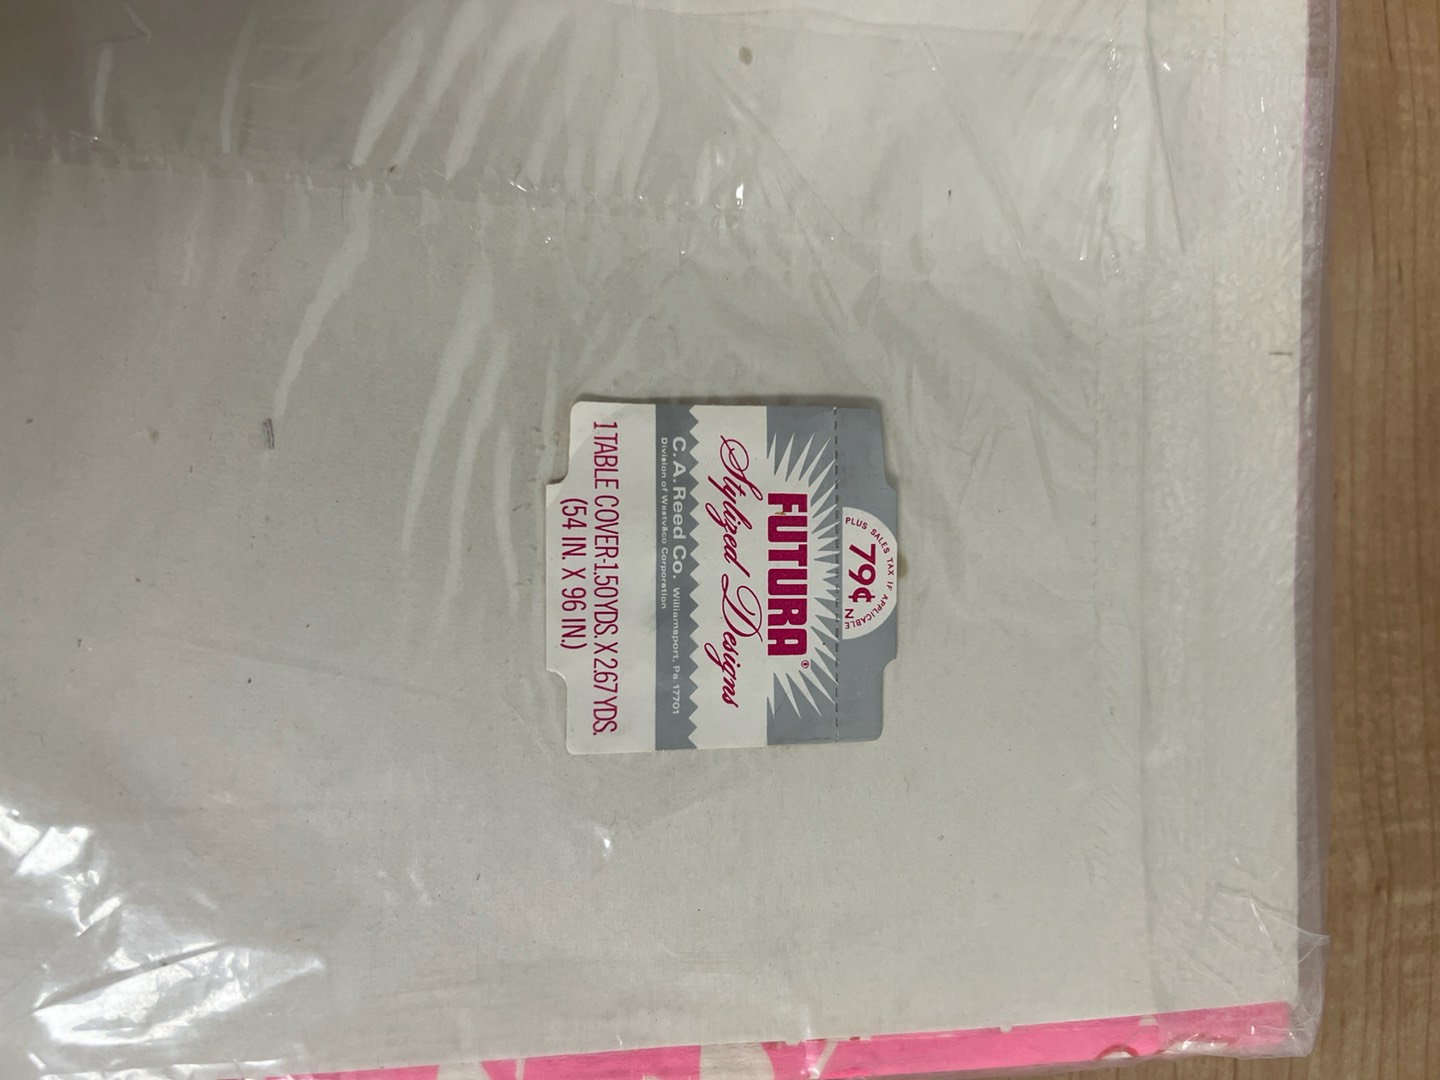 PLUS SALES TAX IF APPLICABLE
79¢
N
FUTURA®
Stylized Designs
C. A. Reed Co. Williamsport, Pa. 17701
Division of Westvāco Corporation
1 TABLE COVER-1.50 YDS. X 2.67 YDS.
(54 IN. X 96 IN.)